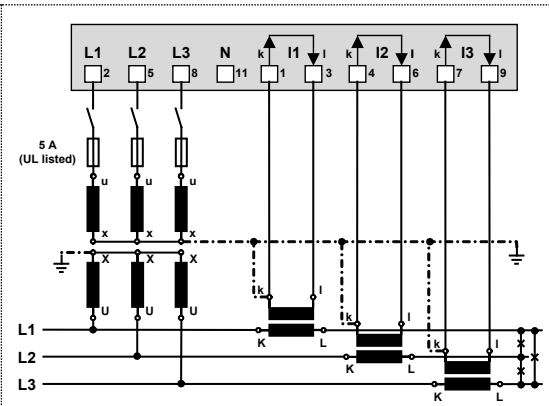 L1 L2 L3 N k I1 l k I2 l k I3 l
2 5 8 11 1 3 4 6 7 9
5 A
(UL listed)
u u u
x x x
X X X
k l k l k l
U U U
L1 K L
L2 K L
L3 K L